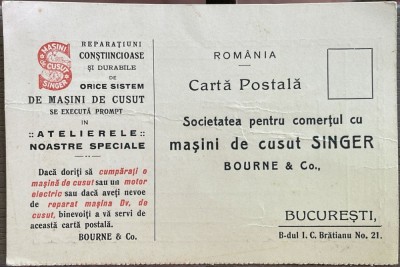 MAȘINI
DE CUSUT
SINGER
REPARAȚIUNI
CONȘTIINCIOASE
ȘI DURABILE
DE
ORICE SISTEM
DE MAȘINI DE CUSUT
SE EXECUTĂ PROMPT
IN
::ATELIERELE::
NOASTRE SPECIALE
Dacă doriți să cumpărați o
mașină de cusut sau un motor
electric sau dacă aveți nevoe
de reparat mașina Dv. de
cusut, binevoiți a vă servi de
această cartă postală.
BOURNE & Co.
ROMÂNIA
Cartă Postală
Societatea pentru comerțul cu
mașini de cusut SiNGER
BOURNE & Co.,
BUCUREȘTI,
B-dul I. C. Brătianu No, 21.